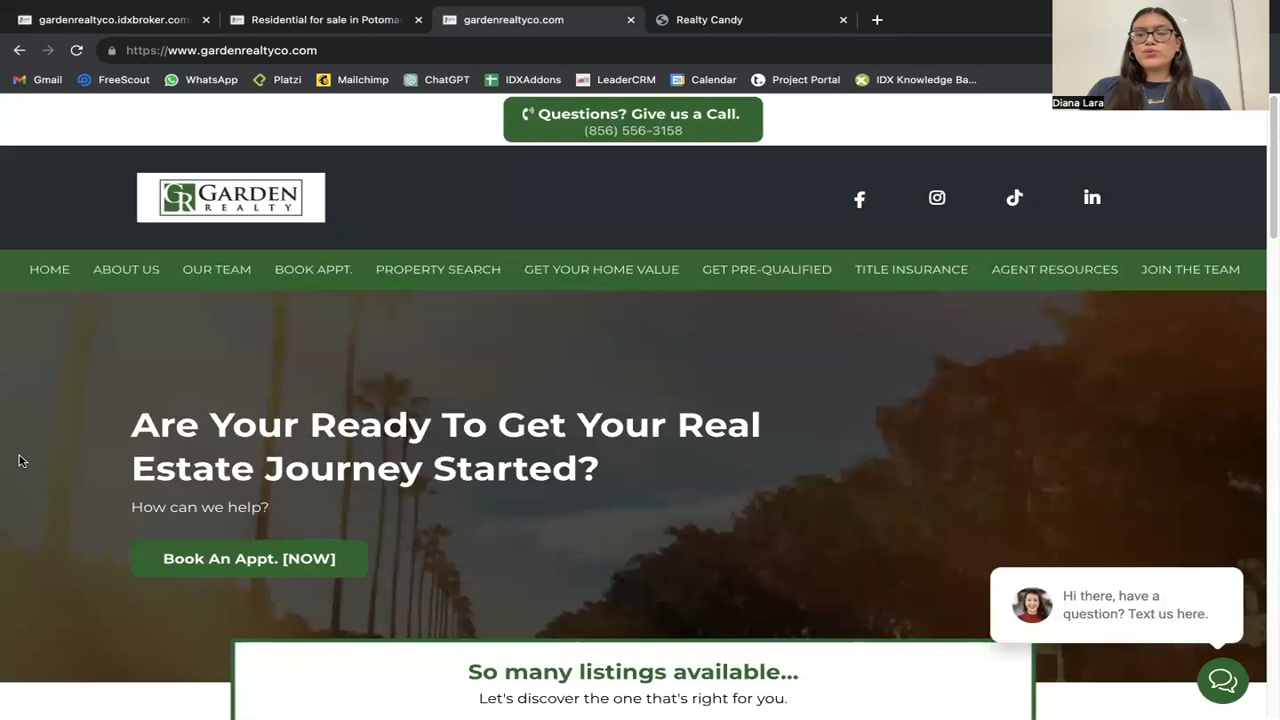 gardenrealtyco.idxbroker.com
Residential for sale in Potoma
gardenrealtyco.com
Realty Candy
https://www.gardenrealtyco.com
Gmail
FreeScout
WhatsApp
Platzi
Mailchimp
ChatGPT
IDXAddons
LeaderCRM
Calendar
Project Portal
IDX Knowledge Ba...
Diana Lara
Questions? Give us a Call.
(856) 556-3158
GR GARDEN
REALTY
HOME
ABOUT US
OUR TEAM
BOOK APPT.
PROPERTY SEARCH
GET YOUR HOME VALUE
GET PRE-QUALIFIED
TITLE INSURANCE
AGENT RESOURCES
JOIN THE TEAM
Are Your Ready To Get Your Real
Estate Journey Started?
How can we help?
Book An Appt. [NOW]
Hi there, have a
question? Text us here.
So many listings available...
Let's discover the one that's right for you.